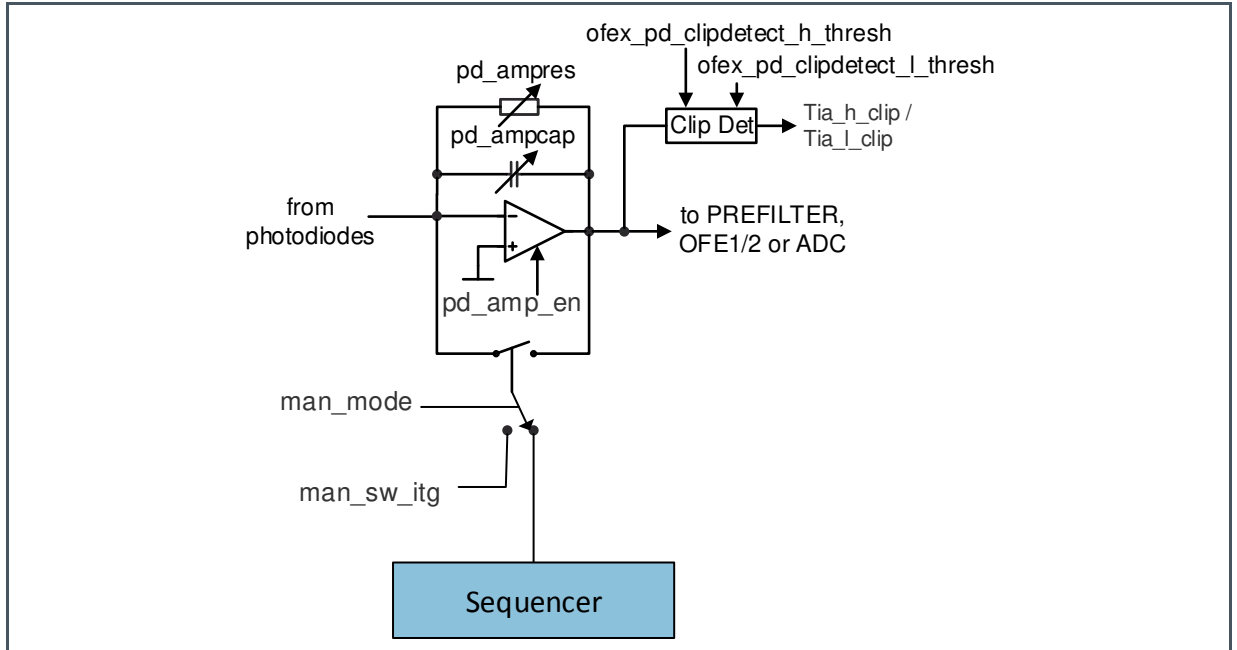 ofex_pd_clipdetect_h_thresh
ofex_pd_clipdetect_l_thresh
pd_ampres
Clip Det
Tia_h_clip /
Tia_l_clip
pd_ampcap
from
photodiodes
to PREFILTER,
OFE1/2 or ADC
pd_amp_en
man_mode
man_sw_itg
Sequencer